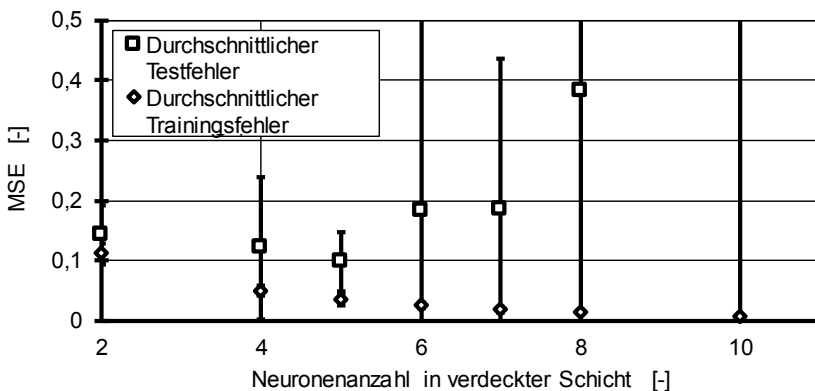 0,5
0,4
0,3
0,2
0,1
0
MSE [-]
Durchschnittlicher
Testfehler
Durchschnittlicher
Trainingsfehler
2 4 6 8 10
Neuronenanzahl in verdeckter Schicht [-]